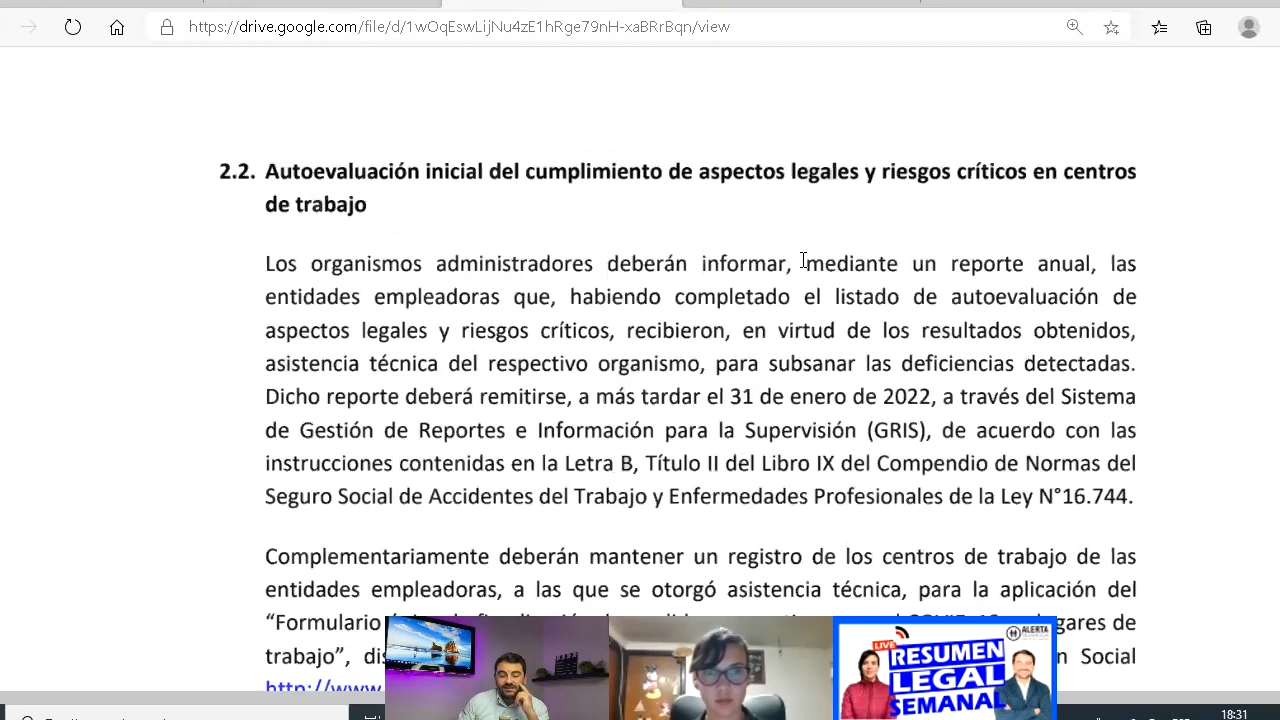 https://drive.google.com/file/d/1wOqEswLijNu4zE1hRge79nH-xaBRrBqn/view
2.2. Autoevaluación inicial del cumplimiento de aspectos legales y riesgos críticos en centros
de trabajo
Los organismos administradores deberán informar, mediante un reporte anual, las
entidades empleadoras que, habiendo completado el listado de autoevaluación de
aspectos legales y riesgos críticos, recibieron, en virtud de los resultados obtenidos,
asistencia técnica del respectivo organismo, para subsanar las deficiencias detectadas.
Dicho reporte deberá remitirse, a más tardar el 31 de enero de 2022, a través del Sistema
de Gestión de Reportes e Información para la Supervisión (GRIS), de acuerdo con las
instrucciones contenidas en la Letra B, Título II del Libro IX del Compendio de Normas del
Seguro Social de Accidentes del Trabajo y Enfermedades Profesionales de la Ley N°16.744.
Complementariamente deberán mantener un registro de los centros de trabajo de las
entidades empleadoras, a las que se otorgó asistencia técnica, para la aplicación del
“Formulario
de
trabajo”,
Social
http://www
LIVE
ALERTA
RESUMEN
LEGAL
SEMANAL
18:31